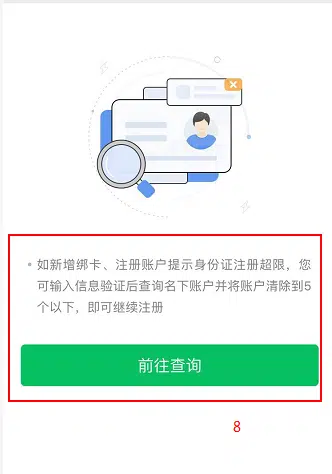 如新增绑卡、注册账户提示身份证注册超限，您
可输入信息验证后查询名下账户并将账户清除到5
个以下，即可继续注册
前往查询
8